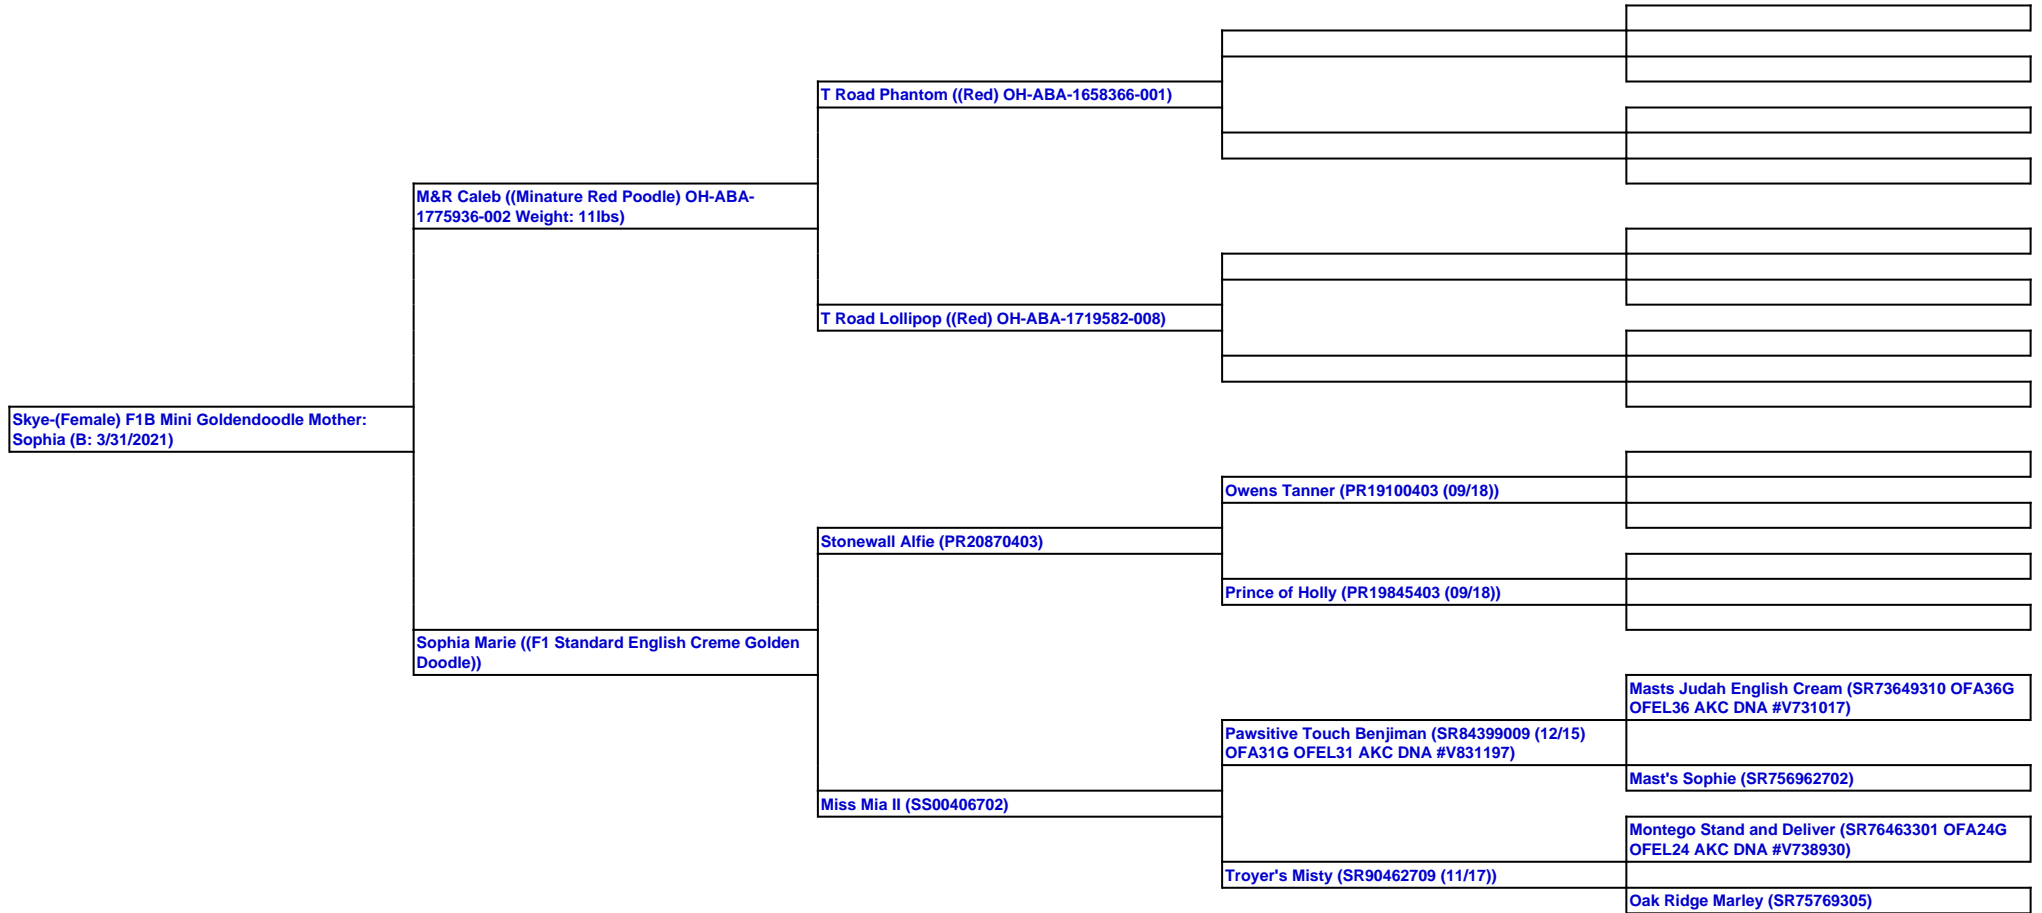 T Road Phantom ((Red) OH-ABA-1658366-001)
M&R Caleb ((Minature Red Poodle) OH-ABA-
1775936-002 Weight: 11lbs)
T Road Lollipop ((Red) OH-ABA-1719582-008)
Skye-(Female) F1B Mini Goldendoodle Mother:
Sophia (B: 3/31/2021)
Owens Tanner (PR19100403 (09/18))
Stonewall Alfie (PR20870403)
Prince of Holly (PR19845403 (09/18))
Sophia Marie ((F1 Standard English Creme Golden
Doodle))
Masts Judah English Cream (SR73649310 OFA36G
OFEL36 AKC DNA #V731017)
Pawsitive Touch Benjiman (SR84399009 (12/15)
OFA31G OFEL31 AKC DNA #V831197)
Mast's Sophie (SR756962702)
Miss Mia II (SS00406702)
Montego Stand and Deliver (SR76463301 OFA24G
OFEL24 AKC DNA #V738930)
Troyer's Misty (SR90462709 (11/17))
Oak Ridge Marley (SR75769305)